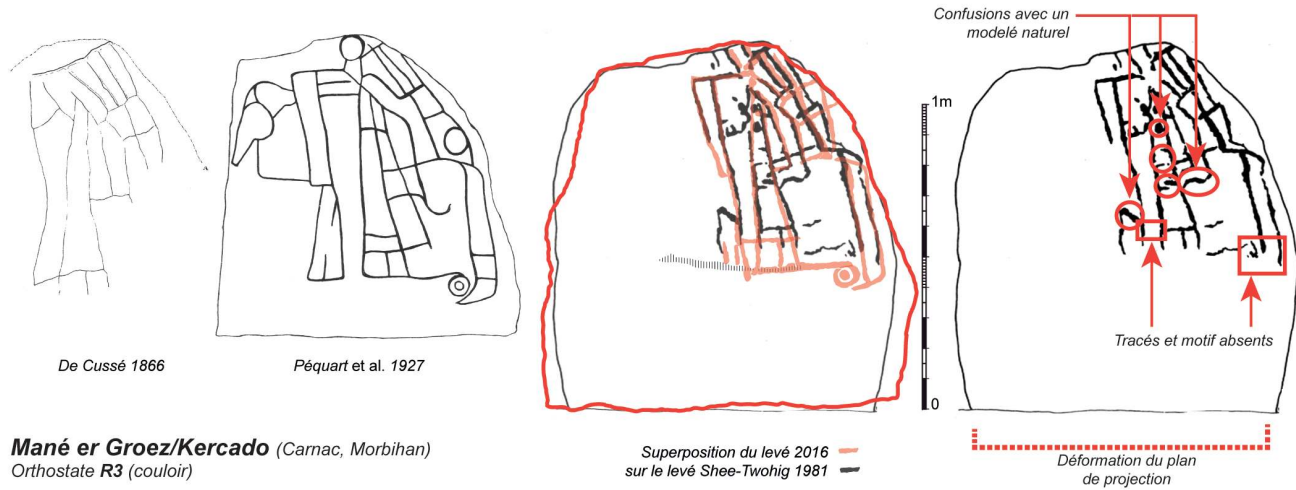 Confusions avec un
modelé naturel
1m
0
Tracés et motif absents
De Cussé 1866
Péquart et al. 1927
Mané er Groez/Kercado (Carnac, Morbihan)
Orthostate R3 (couloir)
Superposition du levé 2016
sur le levé Shee-Twohig 1981
Déformation du plan
de projection